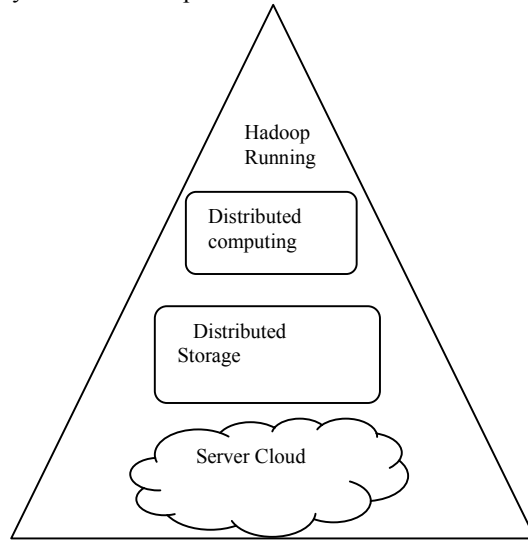 Hadoop
Running
Distributed
computing
Distributed
Storage
Server Cloud